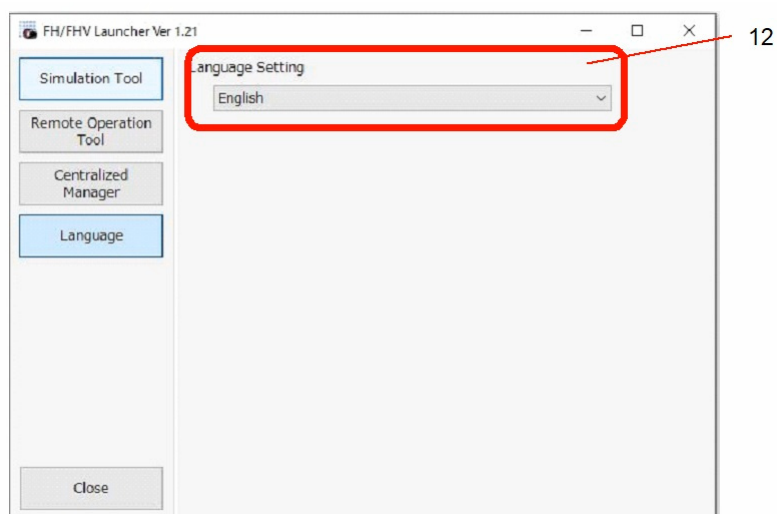 FH/FHV Launcher Ver 1.21
12
Simulation Tool
Language Setting
English
Remote Operation
Tool
Centralized
Manager
Language
Close